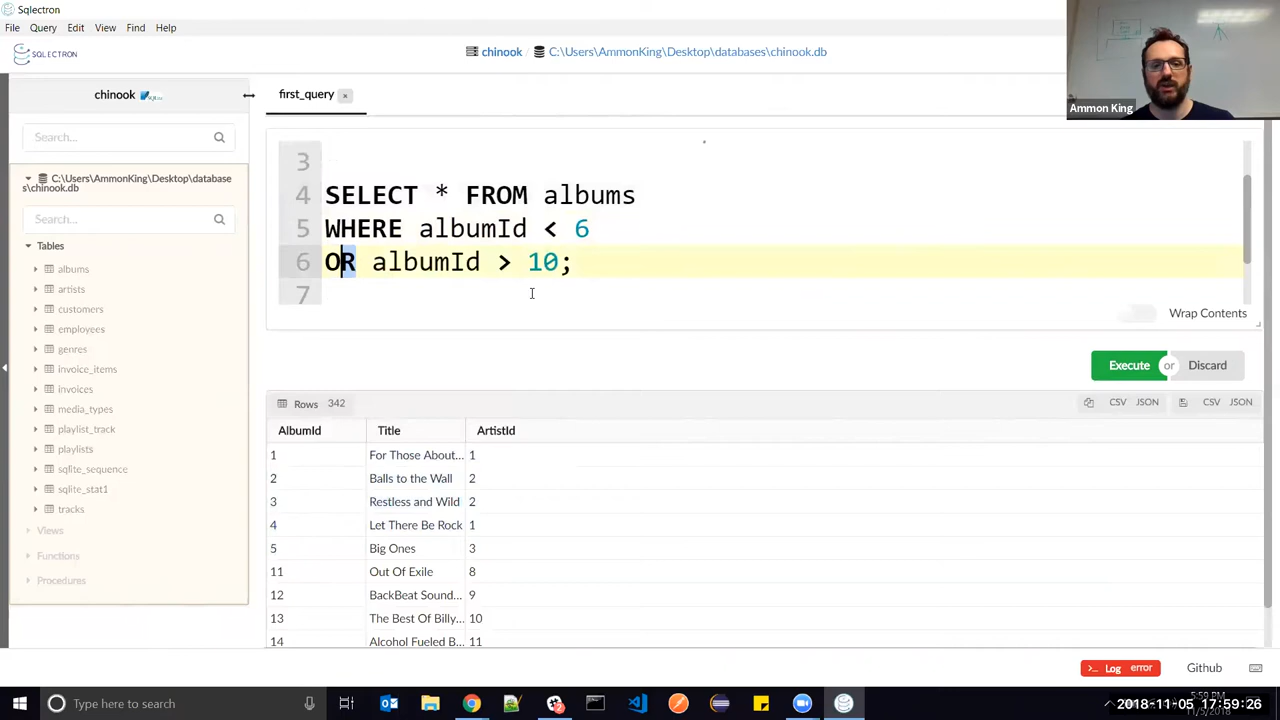 Sqlectron
File Query Edit View Find Help
SQLECTRON
chinook / C:\Users\AmmonKing\Desktop\databases\chinook.db
Ammon King
chinook
first_query
Search...
C:\Users\AmmonKing\Desktop\databas
es\chinook.db
Search...
Tables
albums
artists
customers
employees
genres
invoice_items
invoices
media_types
playlist_track
playlists
sqlite_sequence
sqlite_stat1
tracks
Views
Functions
Procedures
3
4 SELECT * FROM albums
5 WHERE albumId < 6
6 OR albumId > 10;
7
Wrap Contents
Execute or Discard
Rows 342
CSV JSON CSV JSON
AlbumId Title ArtistId
1 For Those About... 1
2 Balls to the Wall 2
3 Restless and Wild 2
4 Let There Be Rock 1
5 Big Ones 3
11 Out Of Exile 8
12 BackBeat Sound... 9
13 The Best Of Billy... 10
14 Alcohol Fueled B... 11
>_ Log error Github
Type here to search
5:59 PM
2018-11-05 17:59:26